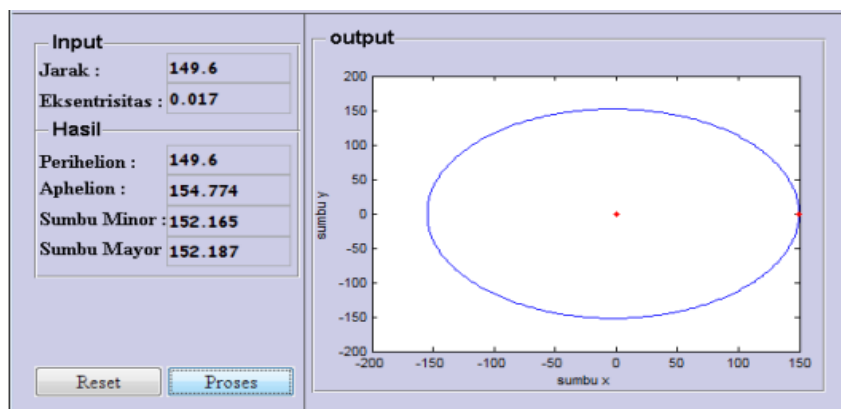 Input
Jarak : 149.6
Eksentrisitas : 0.017
Hasil
Perihelion : 149.6
Aphelion : 154.774
Sumbu Minor : 152.165
Sumbu Mayor 152.187
Reset Proses
output
200
150
100
50
0
-50
-100
-150
-200
sumbu y
-200 -150 -100 -50 0 50 100 150
sumbu x